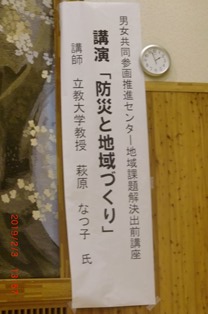 男女共同参画推進センター地域課題解決出前講座
講演「防災と地域づくり」
講師　立教大学教授　萩原　なつ子　氏